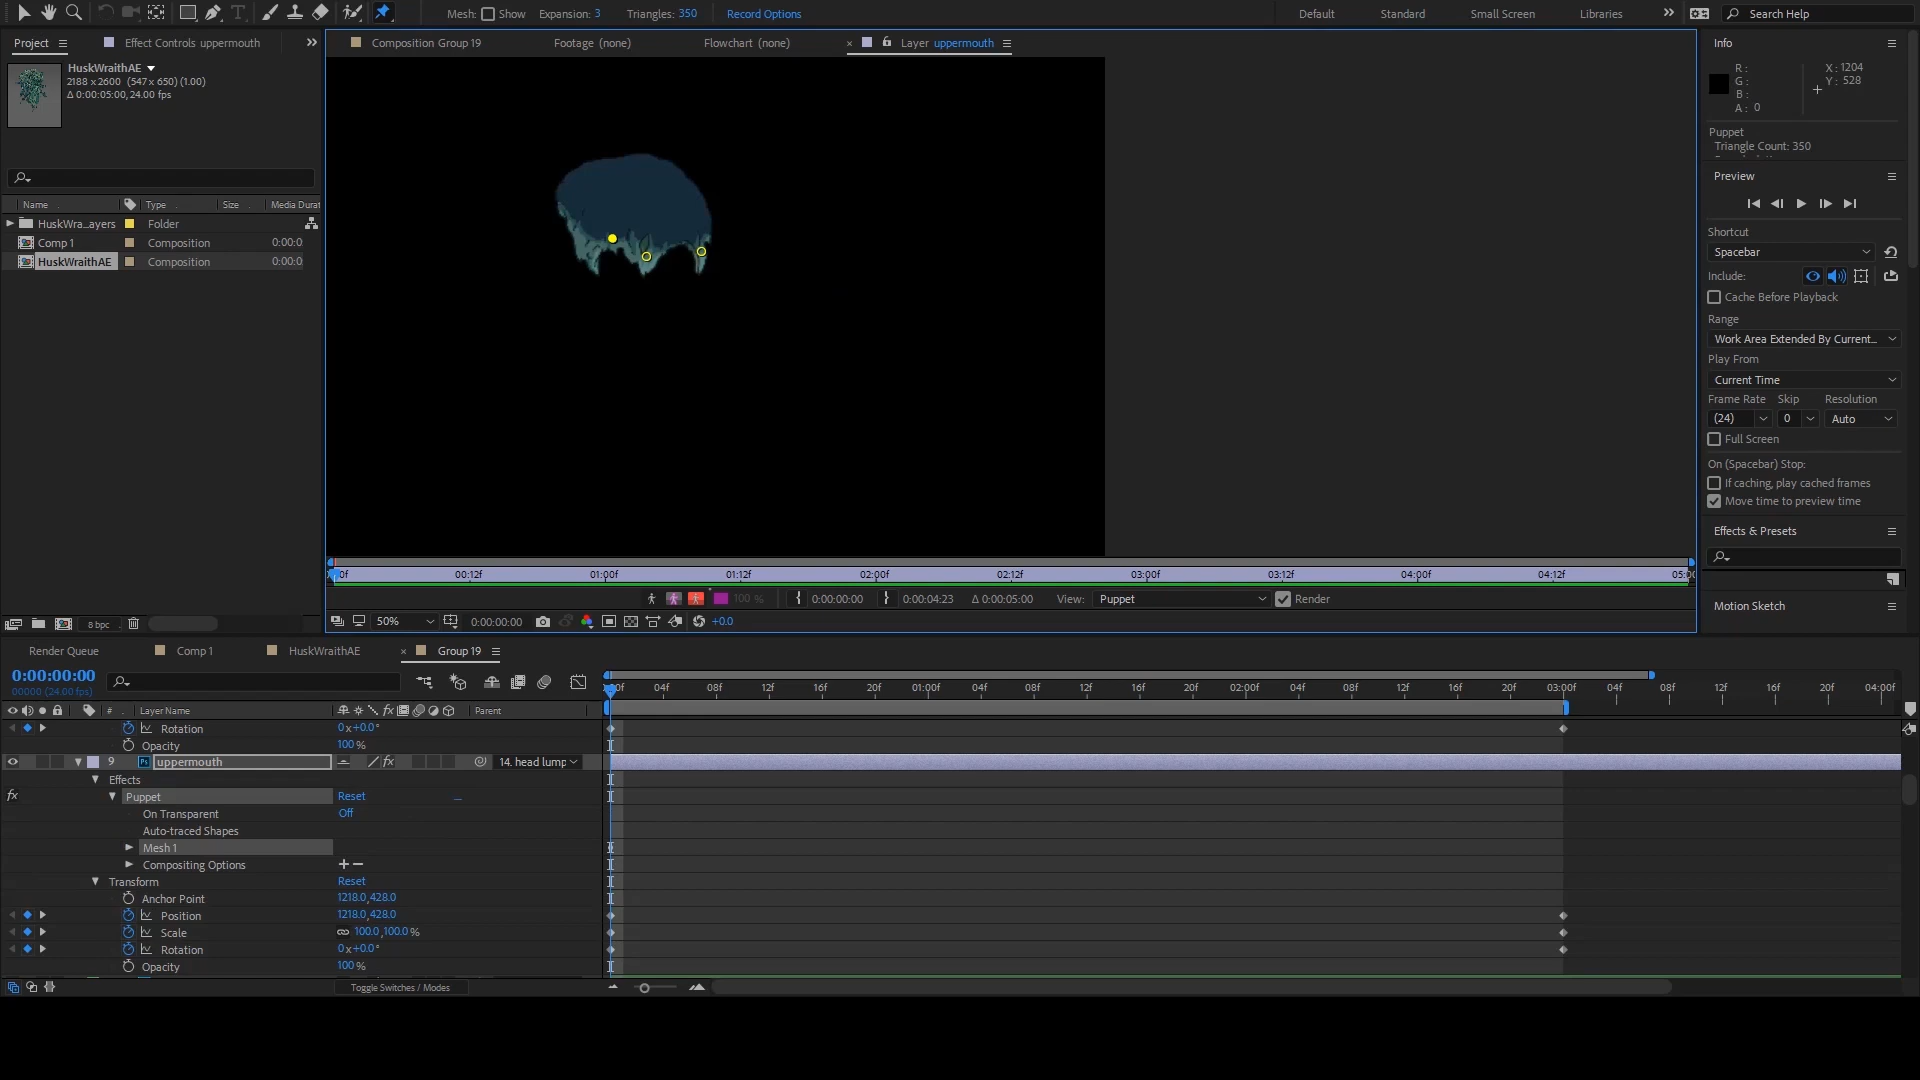 Mesh: Show Expansion: 3 Triangles: 350 Record Options Default Standard Small Screen Libraries Search Help
Project Effect Controls uppermouth
Composition Group 19 Footage (none) Flowchart (none) Layer uppermouth
Info
HuskWraithAE
2188 x 2600 (547 x 650) (1.00)
Δ 0:00:05:00, 24.00 fps
R:
G:
B:
A: 0
X: 1204
Y: 528
Puppet
Triangle Count: 350
Preview
Shortcut
Spacebar
Include:
Cache Before Playback
Range
Work Area Extended By Current...
Play From
Current Time
Frame Rate Skip Resolution
(24) 0 Auto
Full Screen
On (Spacebar) Stop:
If caching, play cached frames
Move time to preview time
Effects & Presets
Motion Sketch
Name Type Size Media Durat
HuskWra...ayers Folder
Comp 1 Composition 0:00:0
HuskWraithAE Composition 0:00:0
8 bpc
0f 00:12f 01:00f 01:12f 02:00f 02:12f 03:00f 03:12f 04:00f 04:12f 05:00
100 % 0:00:00:00 0:00:04:23 Δ 0:00:05:00 View: Puppet Render
50% 0:00:00:00 +0.0
Render Queue Comp 1 HuskWraithAE Group 19
0:00:00:00
00000 (24.00 fps)
00f 04f 08f 12f 16f 20f 01:00f 04f 08f 12f 16f 20f 02:00f 04f 08f 12f 16f 20f 03:00f 04f 08f 12f 16f 20f 04:00f
# Layer Name fx Parent
Rotation 0x+0.0°
Opacity 100 %
9 Ps uppermouth fx 14. head lump
Effects
fx Puppet Reset
On Transparent Off
Auto-traced Shapes
Mesh 1
Compositing Options + −
Transform Reset
Anchor Point 1218.0,428.0
Position 1218.0,428.0
Scale 100.0,100.0 %
Rotation 0x+0.0°
Opacity 100 %
Toggle Switches / Modes